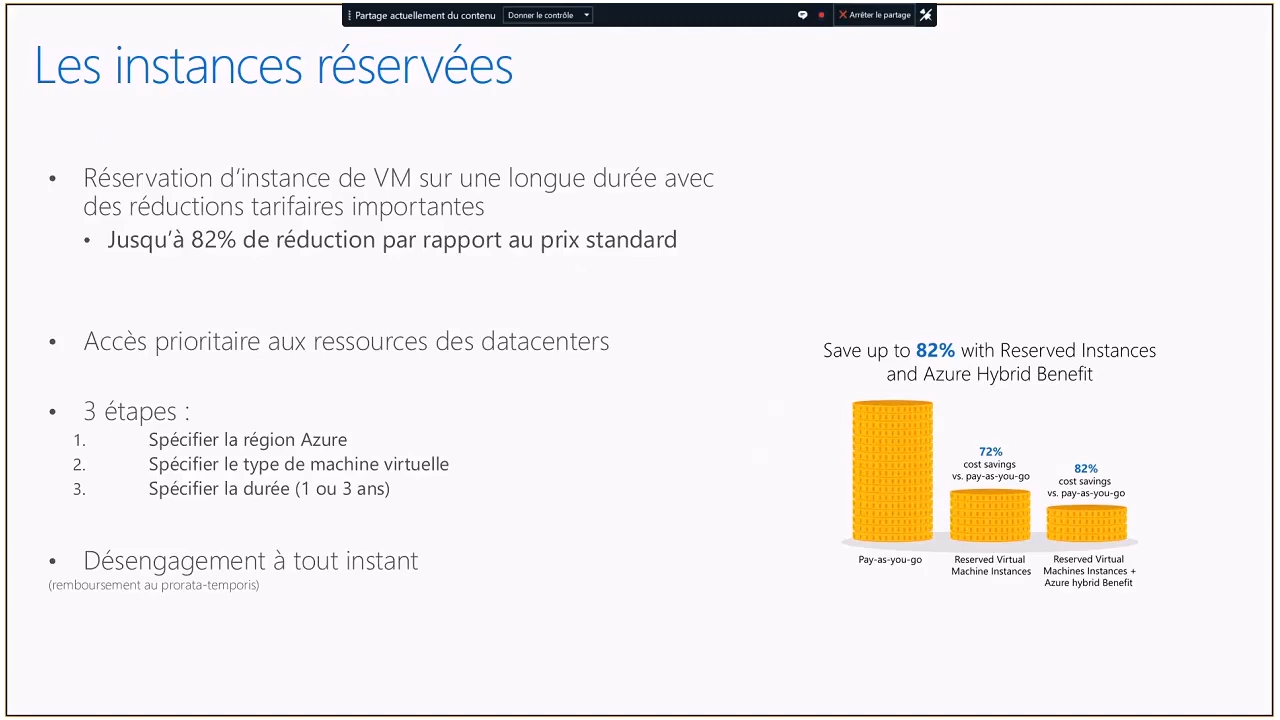 Partage actuellement du contenu Donner le contrôle Arrêter le partage
Les instances réservées
• Réservation d'instance de VM sur une longue durée avec
des réductions tarifaires importantes
• Jusqu'à 82% de réduction par rapport au prix standard
• Accès prioritaire aux ressources des datacenters
• 3 étapes :
1. Spécifier la région Azure
2. Spécifier le type de machine virtuelle
3. Spécifier la durée (1 ou 3 ans)
• Désengagement à tout instant
(remboursement au prorata-temporis)
Save up to 82% with Reserved Instances
and Azure Hybrid Benefit
72%
cost savings
vs. pay-as-you-go
82%
cost savings
vs. pay-as-you-go
Pay-as-you-go
Reserved Virtual
Machine Instances
Reserved Virtual
Machines Instances +
Azure hybrid Benefit